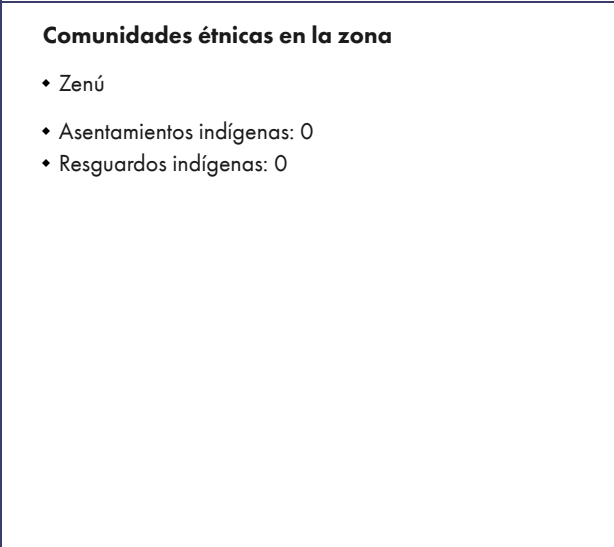 Comunidades étnicas en la zona
◆ Zenú
◆ Asentamientos indígenas: 0
◆ Resguardos indígenas: 0